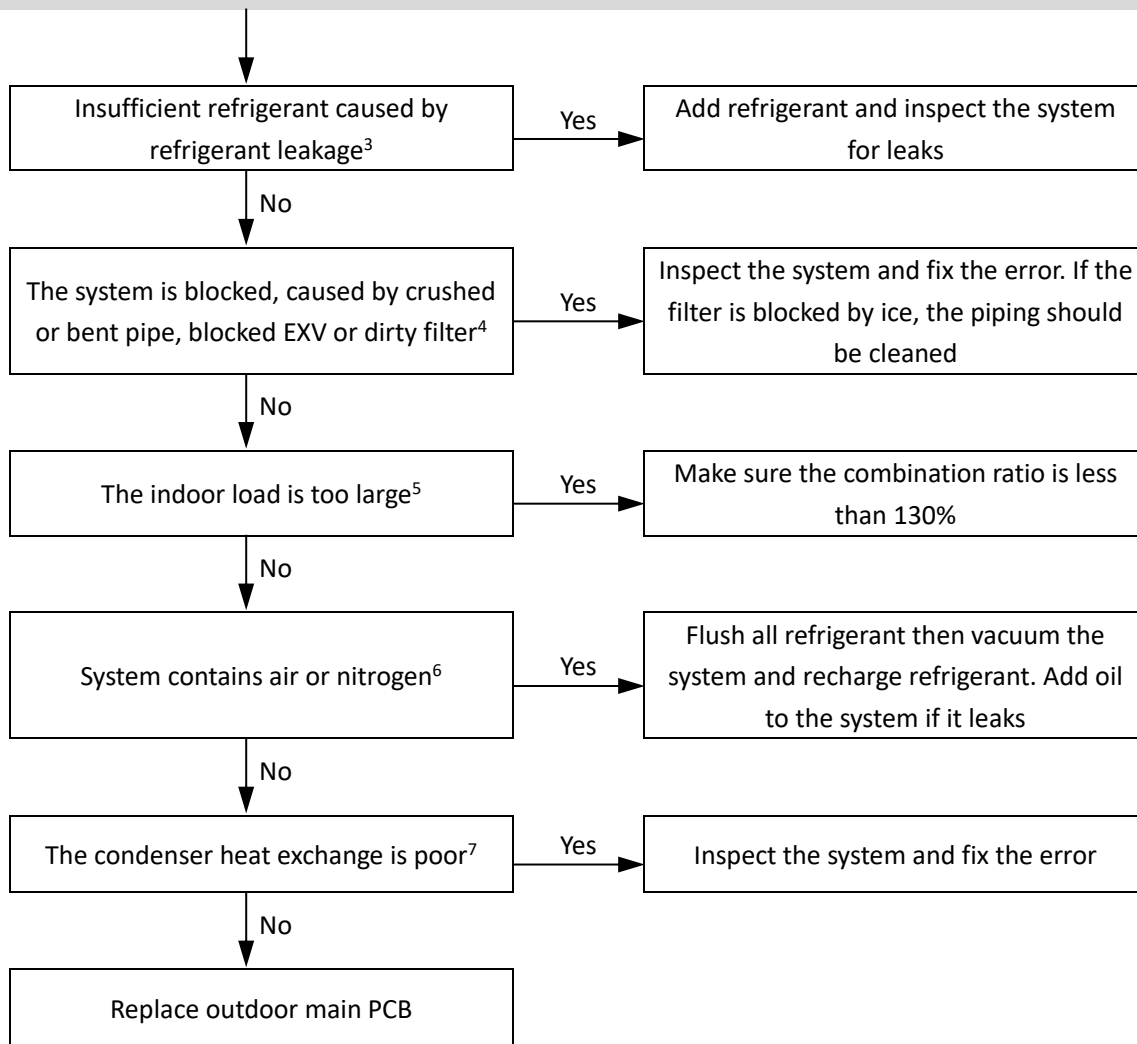 Insufficient refrigerant caused by
refrigerant leakage³
Yes
Add refrigerant and inspect the system
for leaks
No
The system is blocked, caused by crushed
or bent pipe, blocked EXV or dirty filter⁴
Yes
Inspect the system and fix the error. If the
filter is blocked by ice, the piping should
be cleaned
No
The indoor load is too large⁵
Yes
Make sure the combination ratio is less
than 130%
No
System contains air or nitrogen⁶
Yes
Flush all refrigerant then vacuum the
system and recharge refrigerant. Add oil
to the system if it leaks
No
The condenser heat exchange is poor⁷
Yes
Inspect the system and fix the error
No
Replace outdoor main PCB